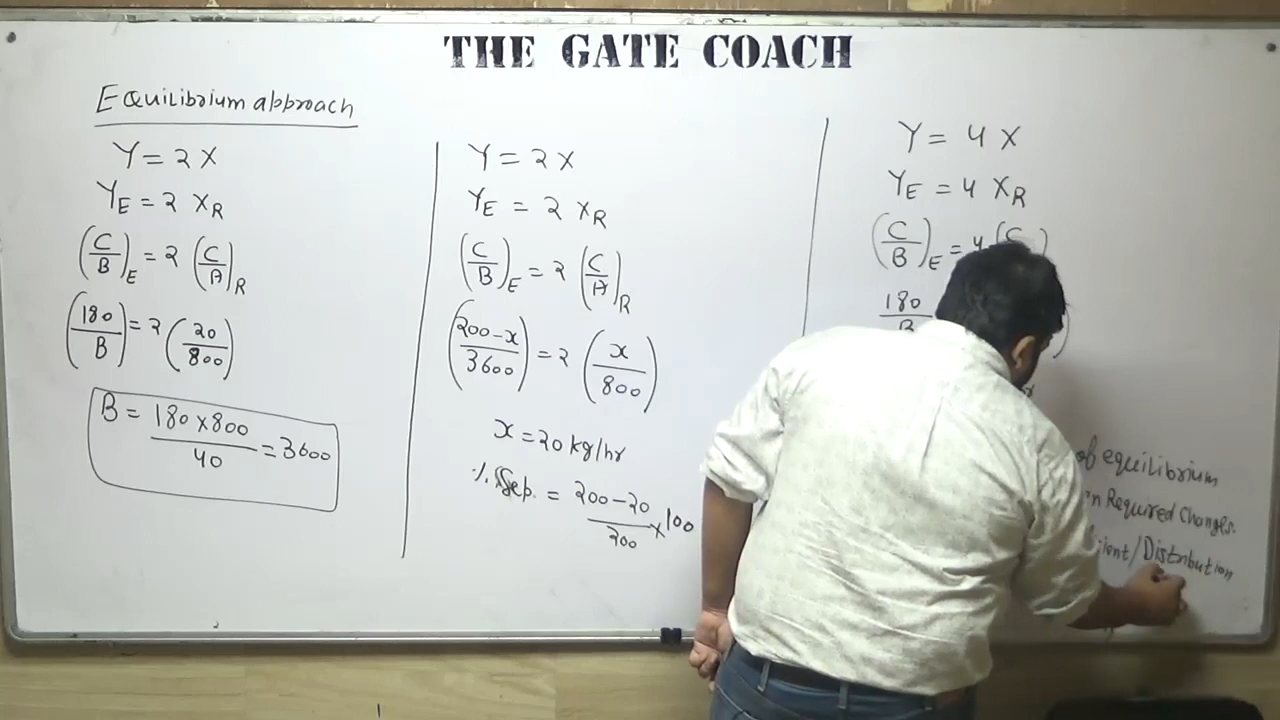 THE GATE COACH
Equilibrium approach
Y = 2 X
Y_E = 2 X_R
(C/B)_E = 2 (C/A)_R
(180/B) = 2 (20/800)
B = 180 x 800 / 40 = 3600
Y = 2 X
Y_E = 2 X_R
(C/B)_E = 2 (C/A)_R
(200-x/3600) = 2 (x/800)
x = 20 kg/hr
% Sep. = 200-20/200 x 100
Y = 4 X
Y_E = 4 X_R
(C/B)_E = 4 (C
180/B
of equilibrium
Required Changes.
/Distribution